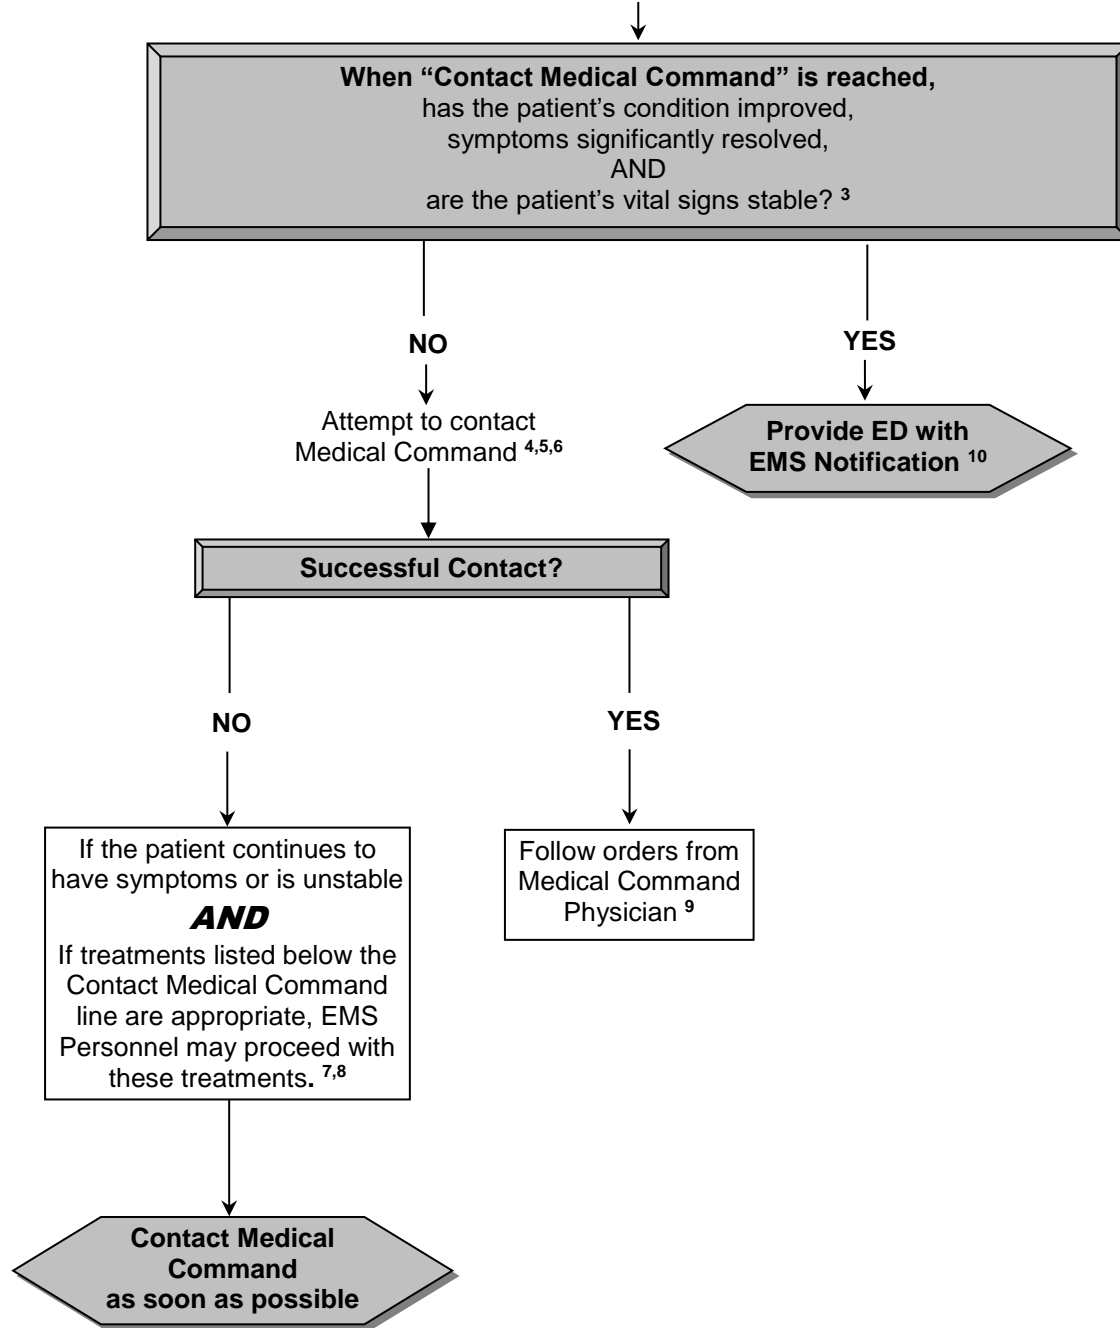 When “Contact Medical Command” is reached,
has the patient’s condition improved,
symptoms significantly resolved,
AND
are the patient’s vital signs stable? 3
NO
YES
Attempt to contact
Medical Command 4,5,6
Provide ED with
EMS Notification 10
Successful Contact?
NO
YES
If the patient continues to
have symptoms or is unstable
AND
If treatments listed below the
Contact Medical Command
line are appropriate, EMS
Personnel may proceed with
these treatments. 7,8
Follow orders from
Medical Command
Physician 9
Contact Medical
Command
as soon as possible